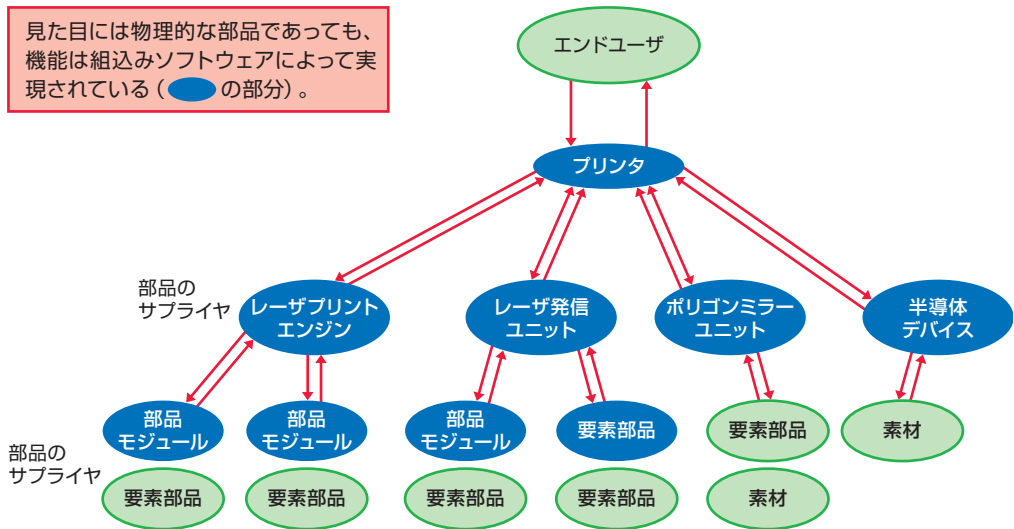 見た目には物理的な部品であっても、
機能は組込みソフトウェアによって実
現されている（ の部分）。
エンドユーザ
プリンタ
部品の
サプライヤ
レーザプリント
エンジン
レーザ発信
ユニット
ポリゴンミラー
ユニット
半導体
デバイス
部品の
サプライヤ
部品
モジュール
部品
モジュール
部品
モジュール
要素部品
要素部品
素材
要素部品
要素部品
要素部品
要素部品
素材